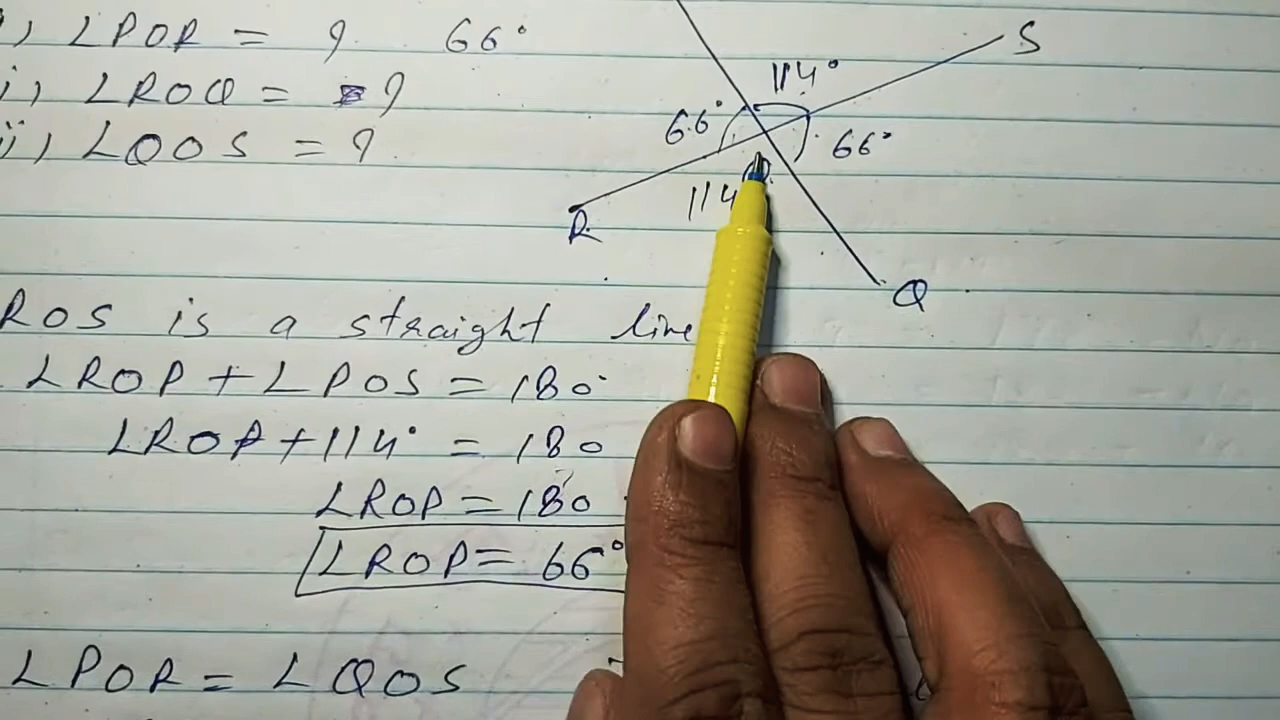 i) ∠POR = ? 66°
i) ∠ROQ = ?
ii) ∠QOS = ?
S
114°
66°
66°
114
R
Q
ROS is a straight line
∠ROP + ∠POS = 180°
∠ROP + 114° = 180
∠ROP = 180
∠ROP = 66°
∠POR = ∠QOS